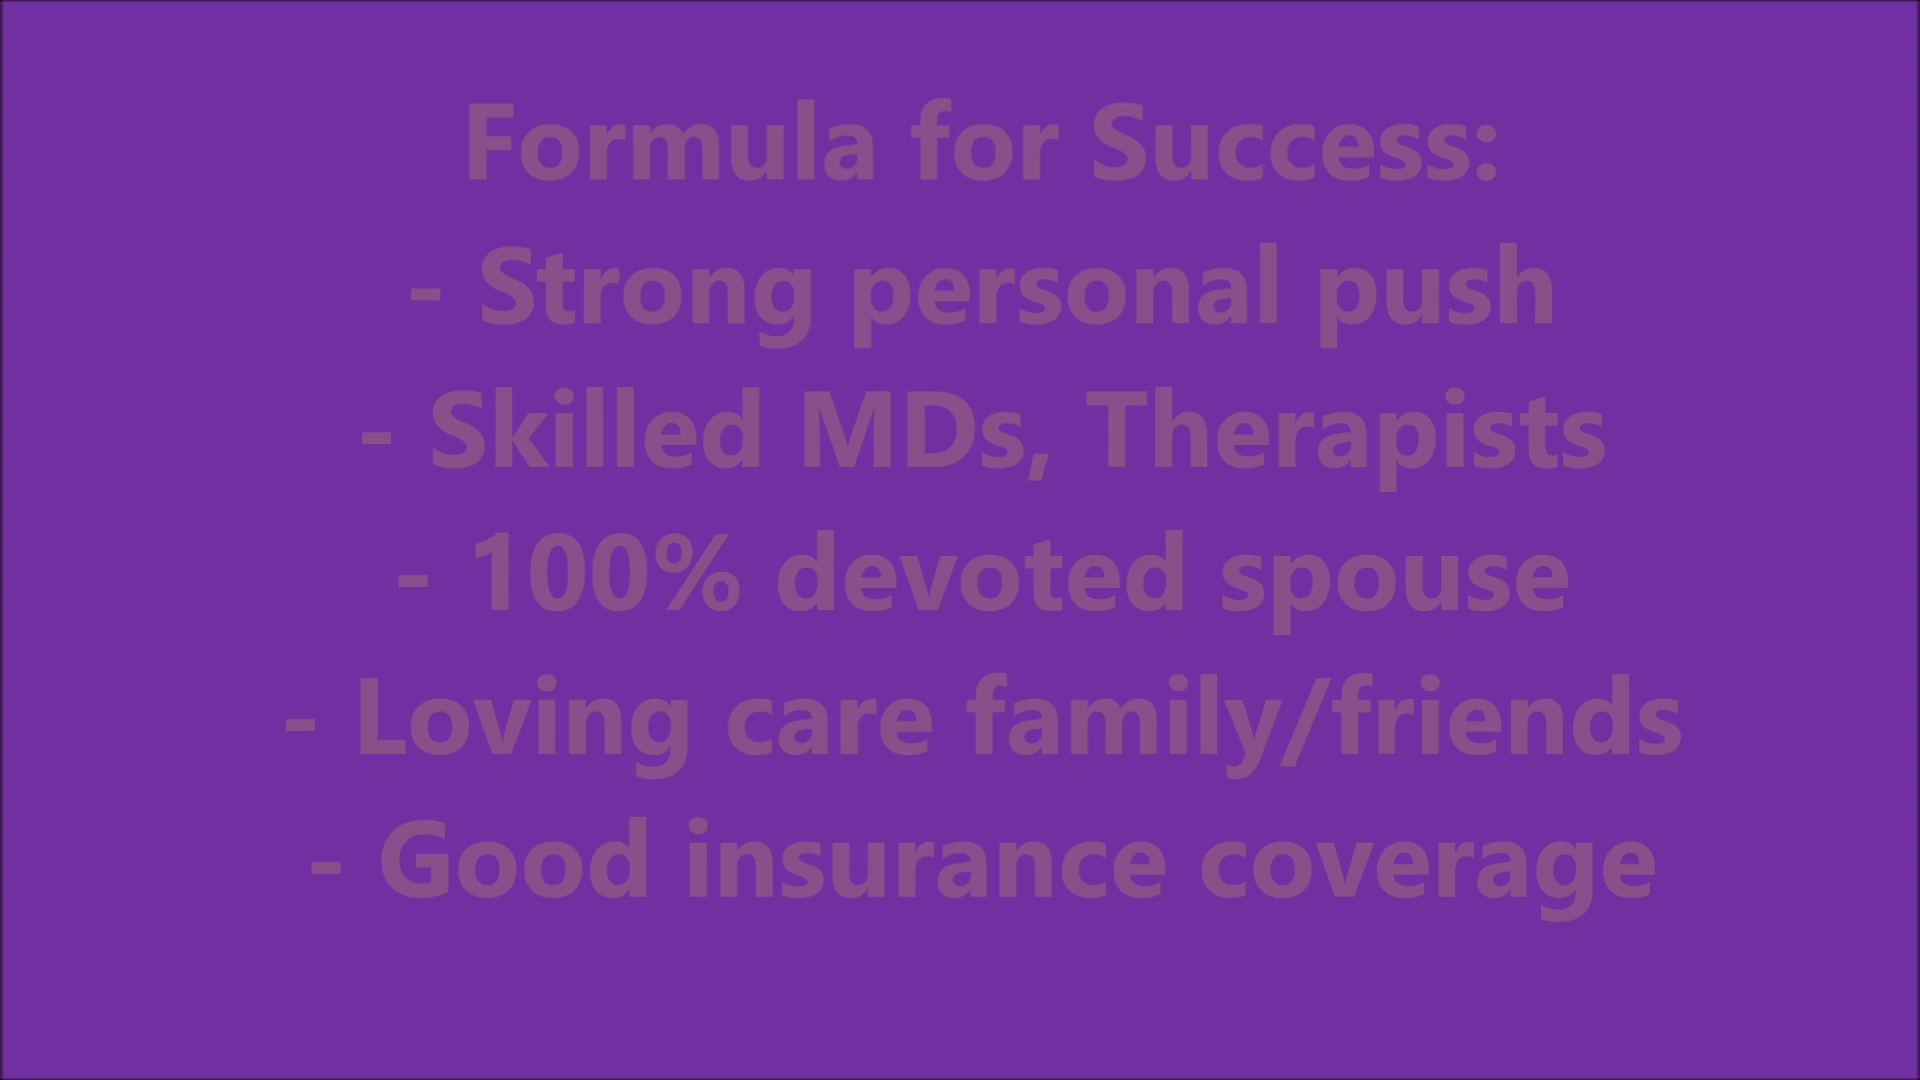 Formula for Success:
- Strong personal push
- Skilled MDs, Therapists
- 100% devoted spouse
- Loving care family/friends
- Good insurance coverage